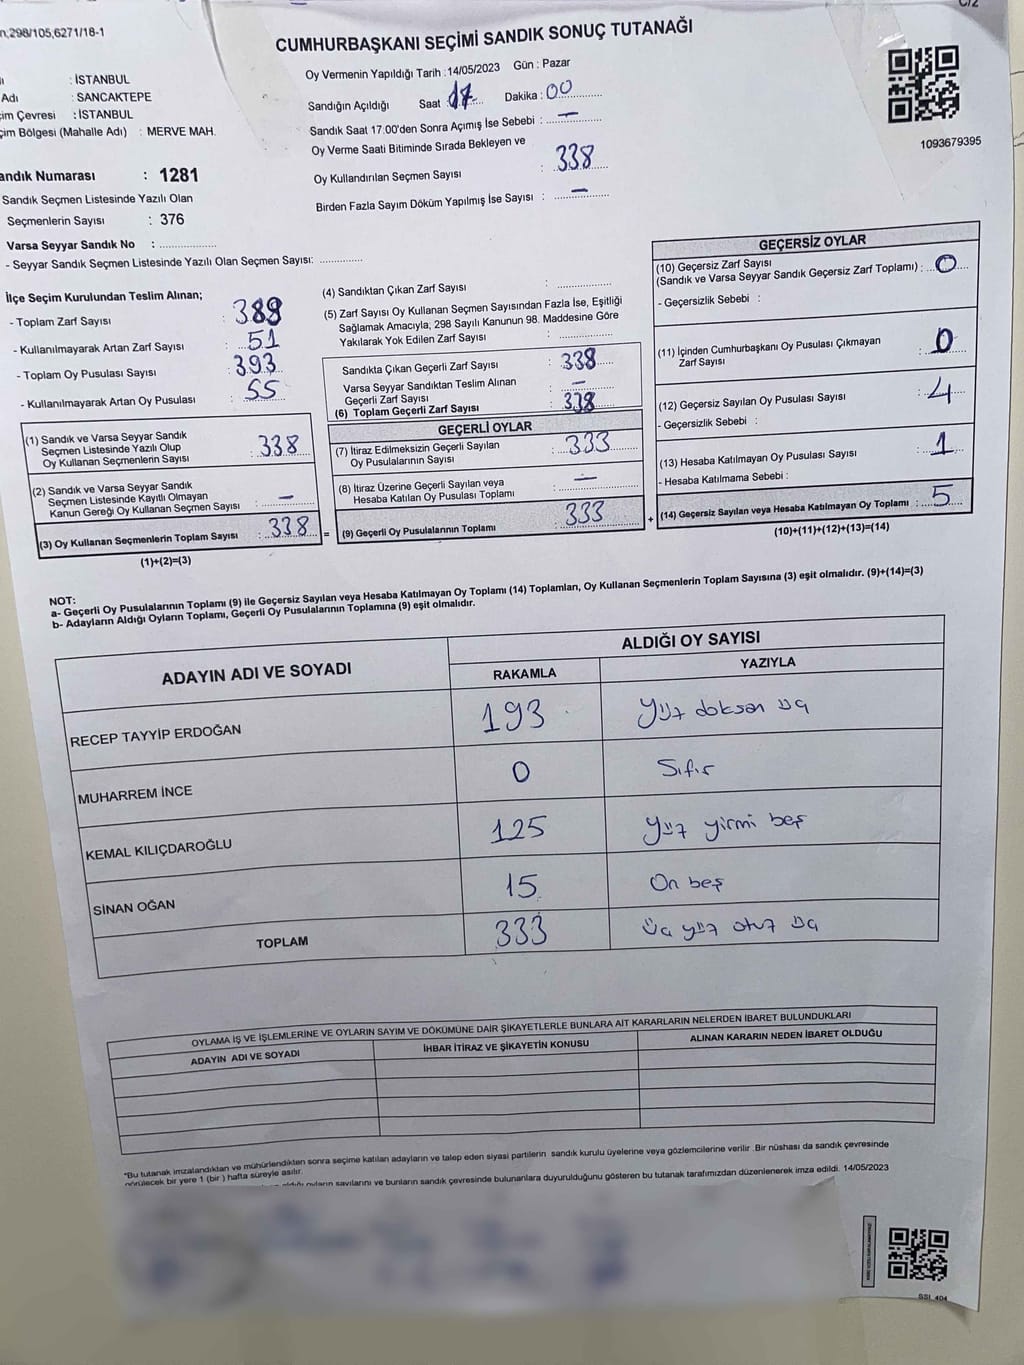 n,298/105,6271/18-1
C/2
CUMHURBAŞKANI SEÇİMİ SANDIK SONUÇ TUTANAĞI
: İSTANBUL
Adı : SANCAKTEPE
çim Çevresi : İSTANBUL
çim Bölgesi (Mahalle Adı) : MERVE MAH.
andık Numarası : 1281
Sandık Seçmen Listesinde Yazılı Olan
Seçmenlerin Sayısı : 376
Varsa Seyyar Sandık No :
- Seyyar Sandık Seçmen Listesinde Yazılı Olan Seçmen Sayısı:
Oy Vermenin Yapıldığı Tarih :14/05/2023 Gün : Pazar
Sandığın Açıldığı Saat : 17 Dakika : 00
Sandık Saat 17:00'den Sonra Açımış İse Sebebi : —
Oy Verme Saati Bitiminde Sırada Bekleyen ve
Oy Kullandırılan Seçmen Sayısı : 338
Birden Fazla Sayım Döküm Yapılmış İse Sayısı : —
1093679395
İlçe Seçim Kurulundan Teslim Alınan;
- Toplam Zarf Sayısı : 389
- Kullanılmayarak Artan Zarf Sayısı : 51
- Toplam Oy Pusulası Sayısı : 393
- Kullanılmayarak Artan Oy Pusulası : 55
(1) Sandık ve Varsa Seyyar Sandık
Seçmen Listesinde Yazılı Olup
Oy Kullanan Seçmenlerin Sayısı : 338
(2) Sandık ve Varsa Seyyar Sandık
Seçmen Listesinde Kayıtlı Olmayan
Kanun Gereği Oy Kullanan Seçmen Sayısı : —
(3) Oy Kullanan Seçmenlerin Toplam Sayısı : 338
(1)+(2)=(3)
=
(4) Sandıktan Çıkan Zarf Sayısı :
(5) Zarf Sayısı Oy Kullanan Seçmen Sayısından Fazla İse, Eşitliği
Sağlamak Amacıyla, 298 Sayılı Kanunun 98. Maddesine Göre
Yakılarak Yok Edilen Zarf Sayısı :
Sandıkta Çıkan Geçerli Zarf Sayısı : 338
Varsa Seyyar Sandıktan Teslim Alınan
Geçerli Zarf Sayısı : —
(6) Toplam Geçerli Zarf Sayısı : 338
GEÇERLİ OYLAR
(7) İtiraz Edilmeksizin Geçerli Sayılan
Oy Pusulalarının Sayısı : 333
(8) İtiraz Üzerine Geçerli Sayılan veya
Hesaba Katılan Oy Pusulası Toplamı : —
(9) Geçerli Oy Pusulalarının Toplamı : 333
+
GEÇERSİZ OYLAR
(10) Geçersiz Zarf Sayısı
(Sandık ve Varsa Seyyar Sandık Geçersiz Zarf Toplamı) : 0
- Geçersizlik Sebebi :
(11) İçinden Cumhurbaşkanı Oy Pusulası Çıkmayan
Zarf Sayısı : 0
(12) Geçersiz Sayılan Oy Pusulası Sayısı : 4
- Geçersizlik Sebebi :
(13) Hesaba Katılmayan Oy Pusulası Sayısı : 1
- Hesaba Katılmama Sebebi :
(14) Geçersiz Sayılan veya Hesaba Katılmayan Oy Toplamı : 5
(10)+(11)+(12)+(13)=(14)
NOT:
a- Geçerli Oy Pusulalarının Toplamı (9) ile Geçersiz Sayılan veya Hesaba Katılmayan Oy Toplamı (14) Toplamları, Oy Kullanan Seçmenlerin Toplam Sayısına (3) eşit olmalıdır. (9)+(14)=(3)
b- Adayların Aldığı Oyların Toplamı, Geçerli Oy Pusulalarının Toplamına (9) eşit olmalıdır.
ADAYIN ADI VE SOYADI ALDIĞI OY SAYISI
RAKAMLA YAZIYLA
RECEP TAYYİP ERDOĞAN 193 Yüz doksan üç
MUHARREM İNCE 0 Sıfır
KEMAL KILIÇDAROĞLU 125 Yüz yirmi beş
SİNAN OĞAN 15 On beş
TOPLAM 333 Üç yüz otuz üç
OYLAMA İŞ VE İŞLEMLERİNE VE OYLARIN SAYIM VE DÖKÜMÜNE DAİR ŞİKAYETLERLE BUNLARA AİT KARARLARIN NELERDEN İBARET BULUNDUKLARI
ADAYIN ADI VE SOYADI İHBAR İTİRAZ VE ŞİKAYETİN KONUSU ALINAN KARARIN NEDEN İBARET OLDUĞU
*Bu tutanak imzalandıktan ve mühürlendikten sonra seçime katılan adayların ve talep eden siyasi partilerin sandık kurulu üyelerine veya gözlemcilerine verilir .Bir nüshası da sandık çevresinde
görülecek bir yere 1 (bir ) hafta süreyle asılır.
oyların sayılarını ve bunların sandık çevresinde bulunanlara duyurulduğunu gösteren bu tutanak tarafımızdan düzenlenerek imza edildi. 14/05/2023
SSI_404